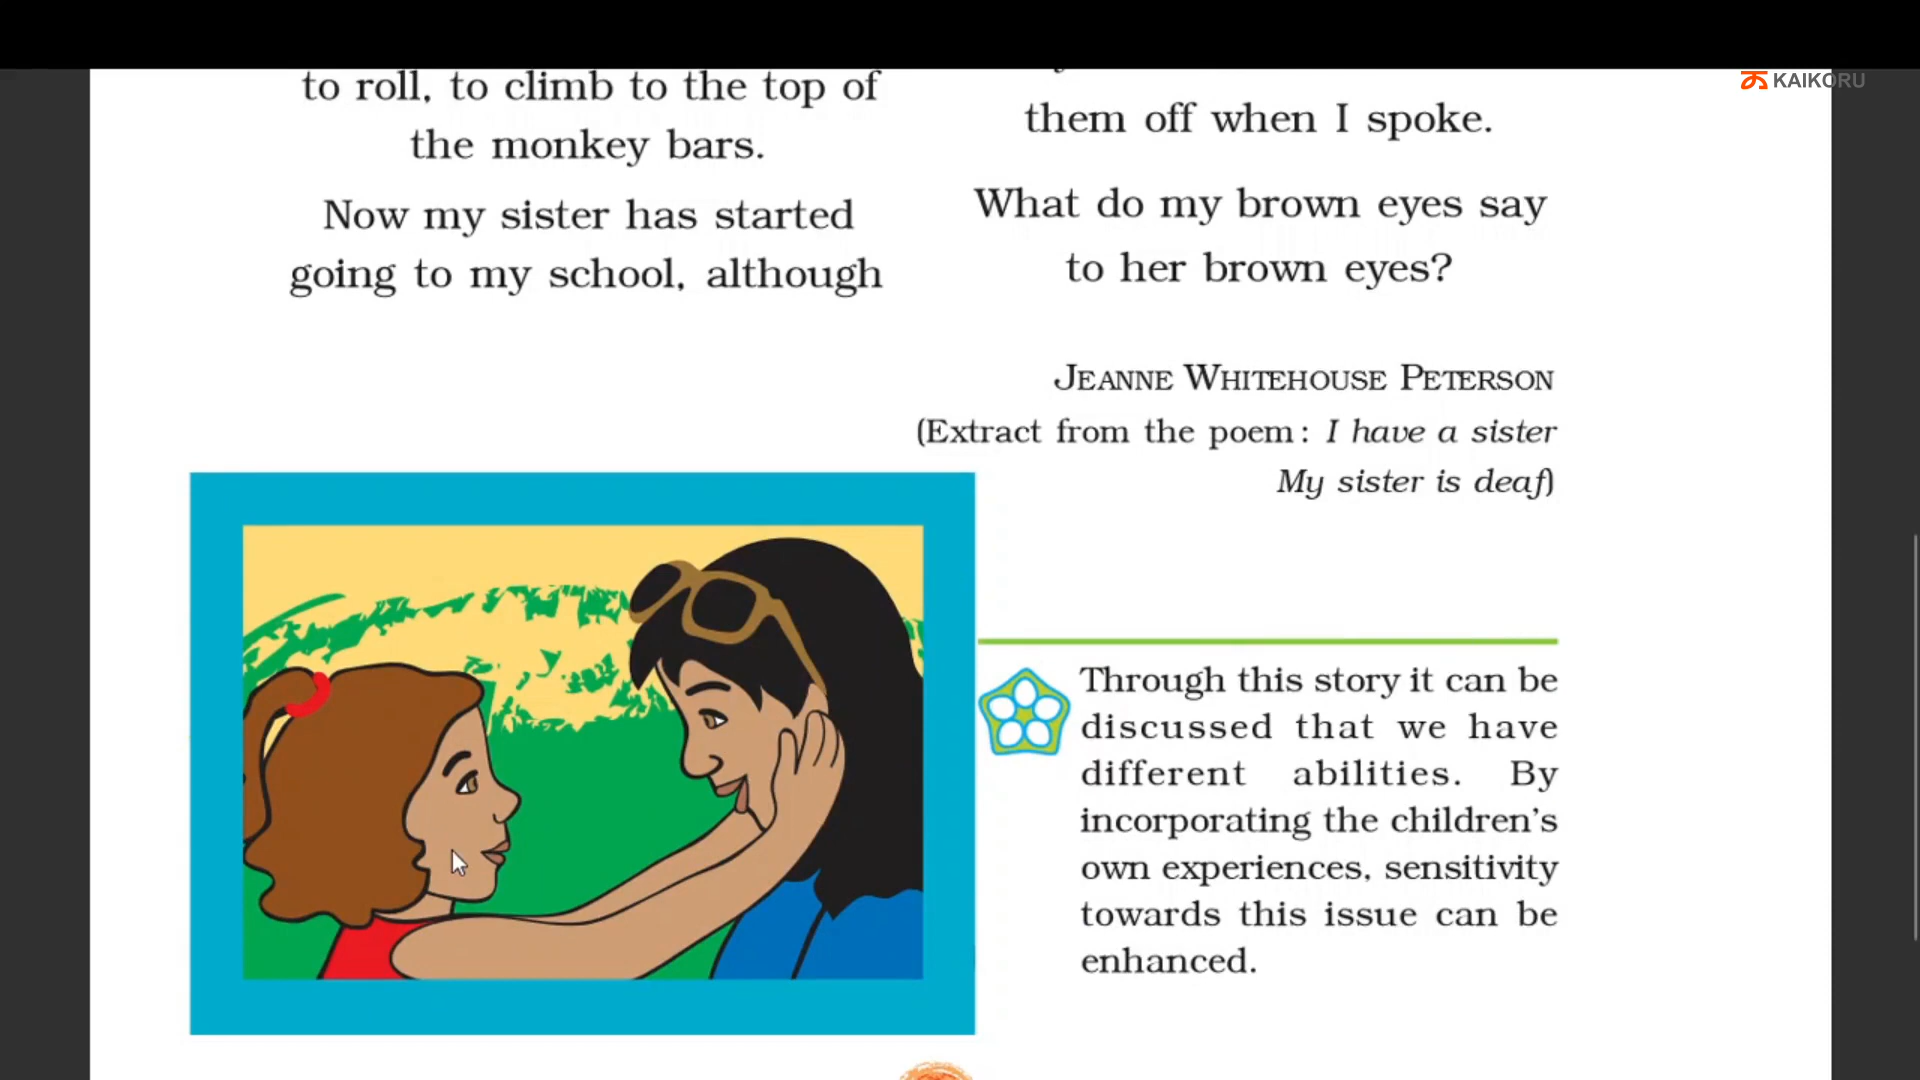 KAIKORU
to roll, to climb to the top of
the monkey bars.
Now my sister has started
going to my school, although
them off when I spoke.
What do my brown eyes say
to her brown eyes?
JEANNE WHITEHOUSE PETERSON
(Extract from the poem : I have a sister
My sister is deaf)
Through this story it can be
discussed that we have
different abilities. By
incorporating the children's
own experiences, sensitivity
towards this issue can be
enhanced.